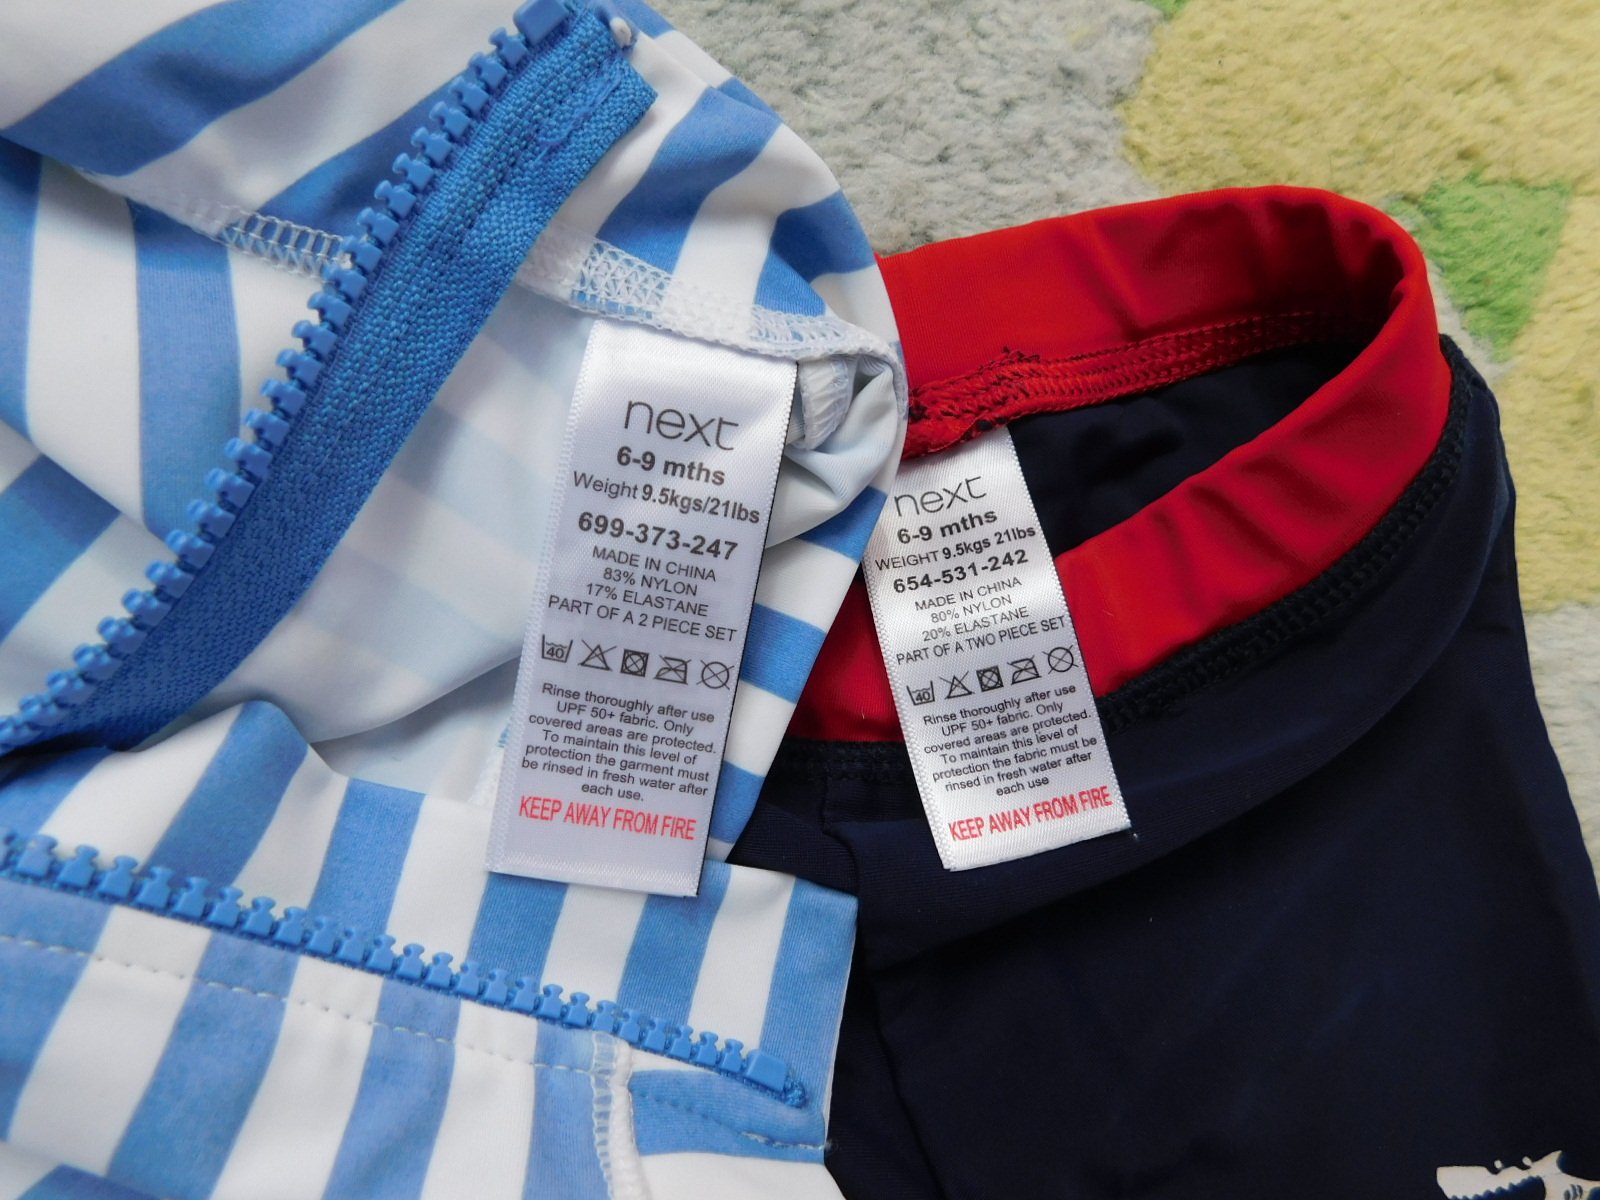 next
6-9 mths
Weight 9.5kgs/21lbs
699-373-247
MADE IN CHINA
83% NYLON
17% ELASTANE
PART OF A 2 PIECE SET
40
Rinse thoroughly after use
UPF 50+ fabric. Only
covered areas are protected.
To maintain this level of
protection the garment must
be rinsed in fresh water after
each use.
KEEP AWAY FROM FIRE
next
6-9 mths
WEIGHT 9.5kgs 21lbs
654-531-242
MADE IN CHINA
80% NYLON
20% ELASTANE
PART OF A TWO PIECE SET
40
Rinse thoroughly after use
UPF 50+ fabric. Only
covered areas are protected.
To maintain this level of
protection the fabric must be
rinsed in fresh water after
each use
KEEP AWAY FROM FIRE